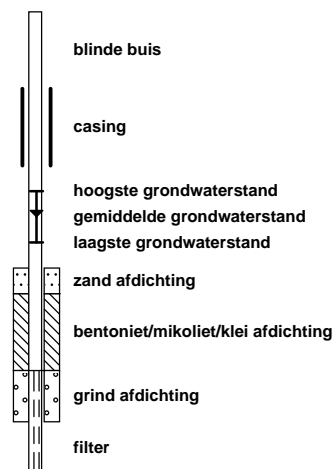 blinde buis
casing
hoogste grondwaterstand
gemiddelde grondwaterstand
laagste grondwaterstand
zand afdichting
bentoniet/mikoliet/klei afdichting
grind afdichting
filter